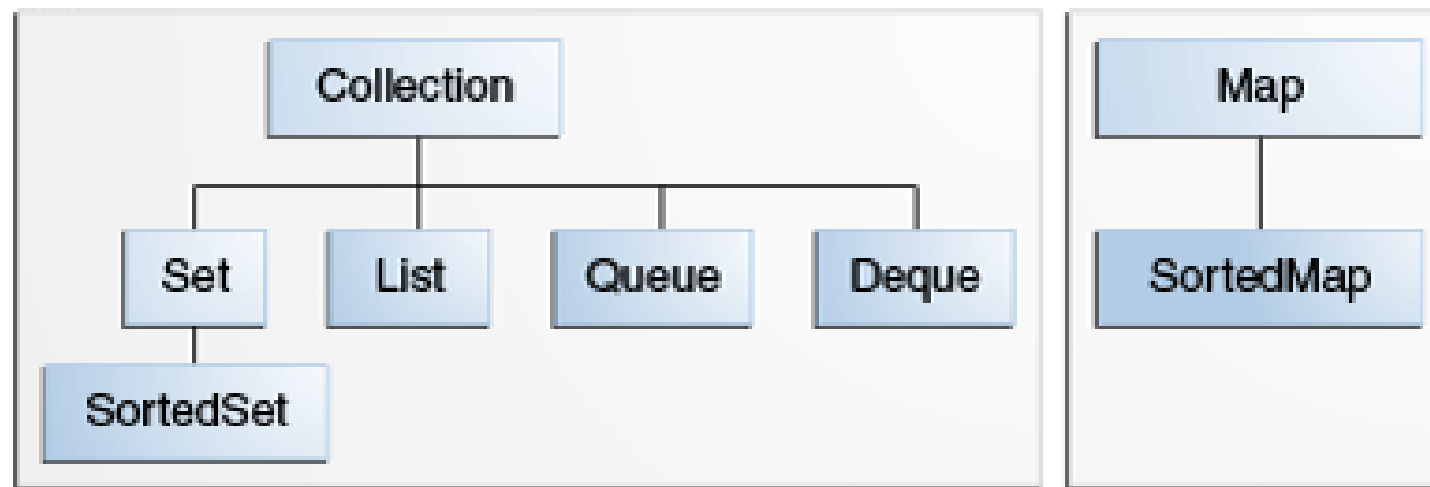 Collection
Map
Set
List
Queue
Deque
SortedMap
SortedSet